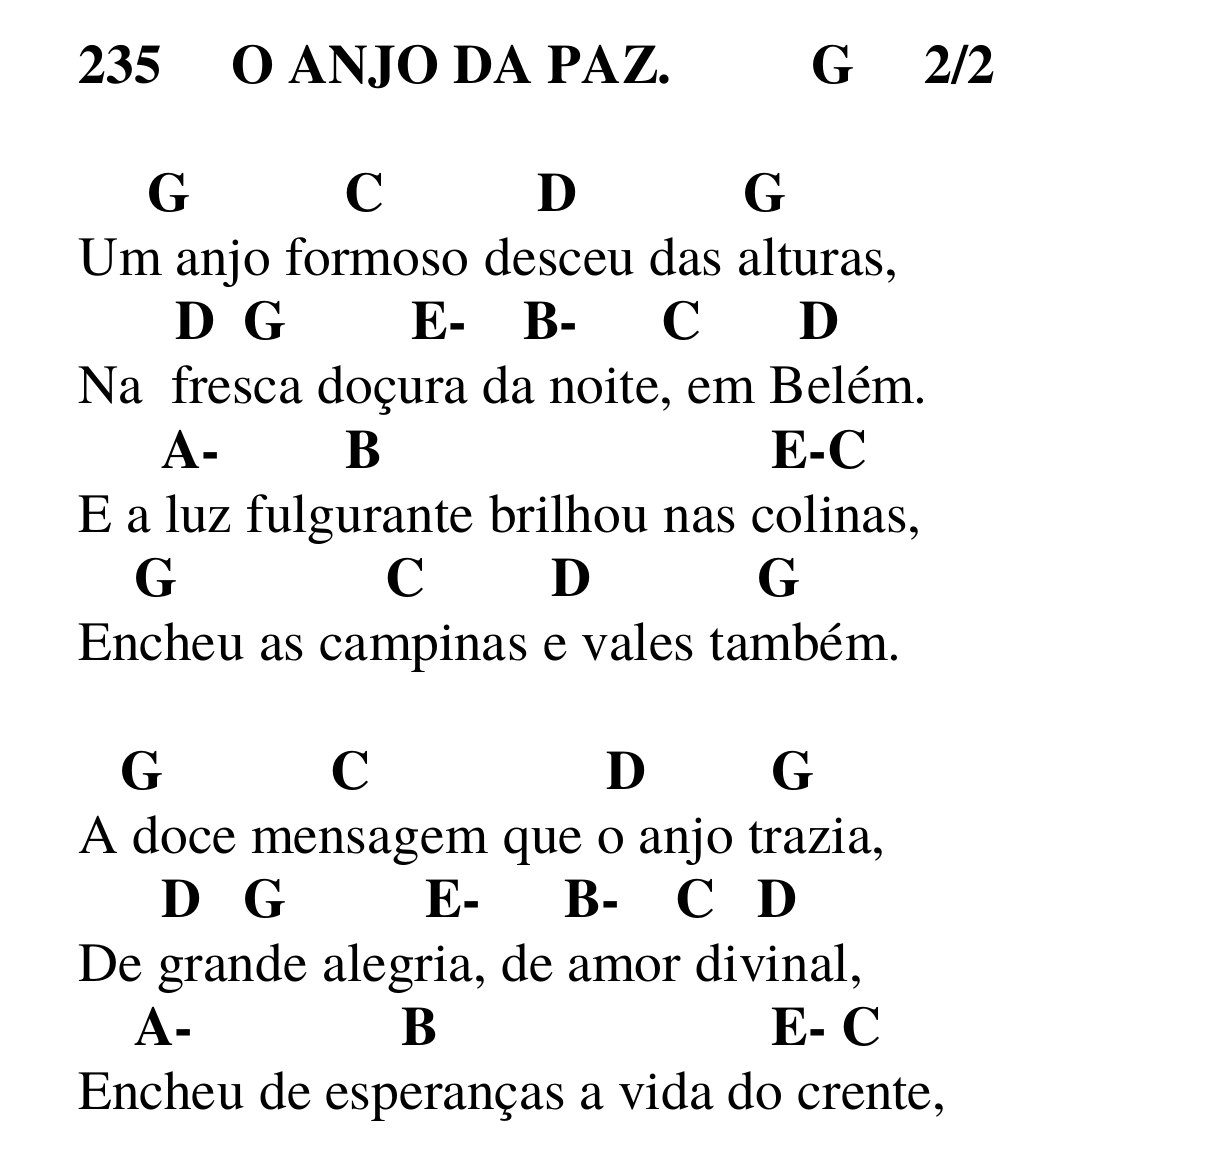 235 O ANJO DA PAZ. G 2/2
G C D G
Um anjo formoso desceu das alturas,
D G E- B- C D
Na fresca doçura da noite, em Belém.
A- B E-C
E a luz fulgurante brilhou nas colinas,
G C D G
Encheu as campinas e vales também.
G C D G
A doce mensagem que o anjo trazia,
D G E- B- C D
De grande alegria, de amor divinal,
A- B E- C
Encheu de esperanças a vida do crente,